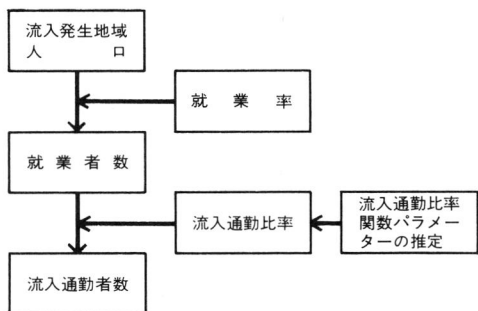 流入発生地域
人口
就業率
就業者数
流入通勤比率
流入通勤比率
関数パラメー
ターの推定
流入通勤者数